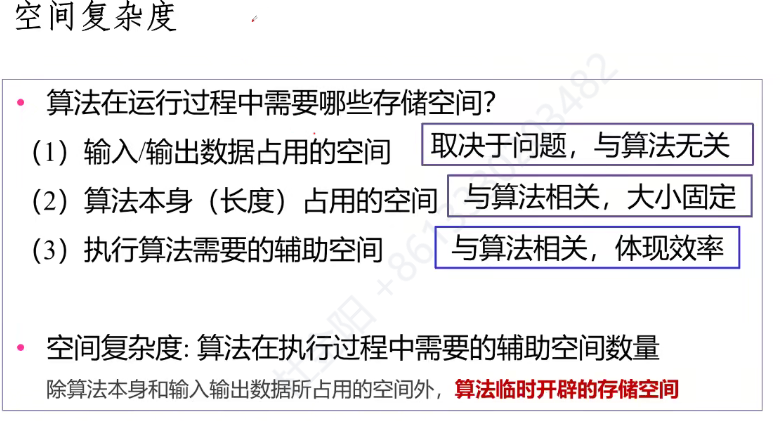 空间复杂度
• 算法在运行过程中需要哪些存储空间？
（1）输入/输出数据占用的空间 取决于问题，与算法无关
（2）算法本身（长度）占用的空间 与算法相关，大小固定
（3）执行算法需要的辅助空间 与算法相关，体现效率
• 空间复杂度: 算法在执行过程中需要的辅助空间数量
除算法本身和输入输出数据所占用的空间外，算法临时开辟的存储空间